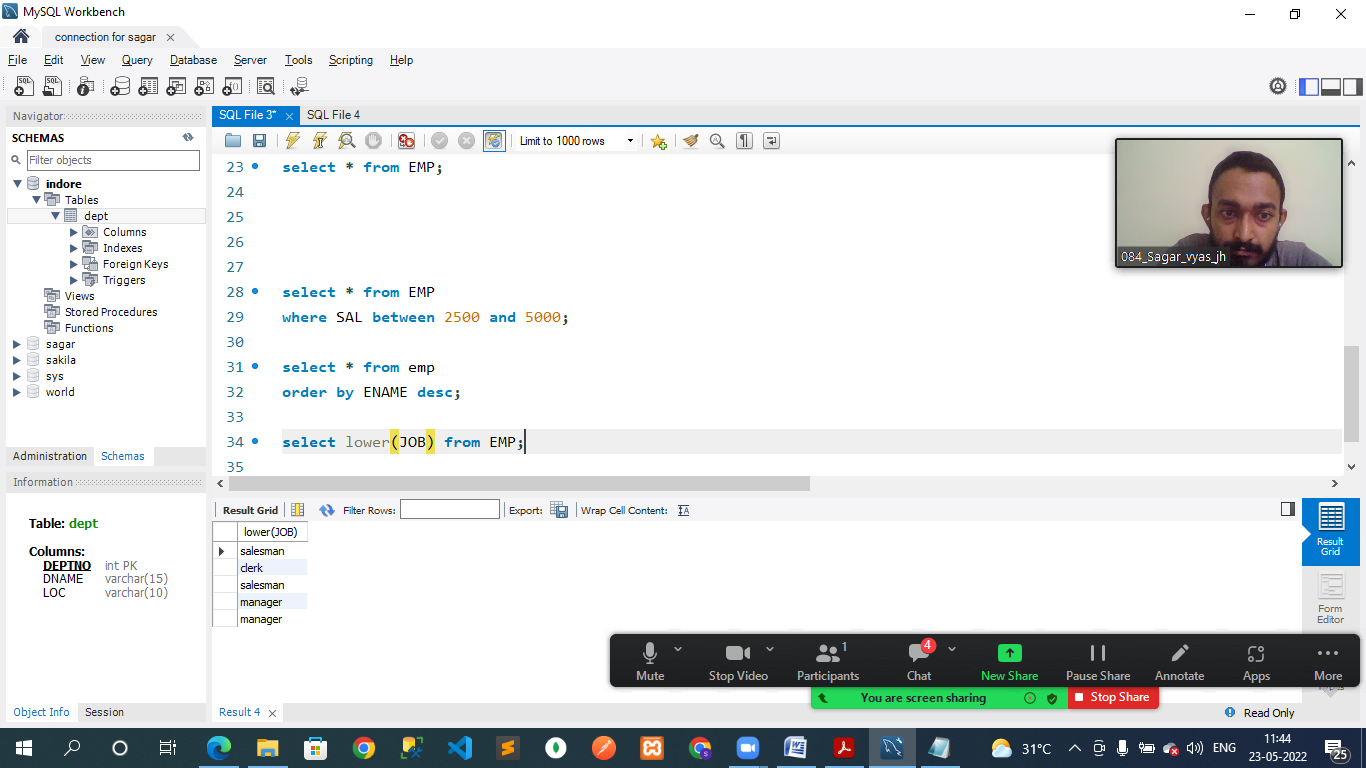 MySQL Workbench
connection for sagar
File Edit View Query Database Server Tools Scripting Help
Navigator
SCHEMAS
Filter objects
indore
Tables
dept
Columns
Indexes
Foreign Keys
Triggers
Views
Stored Procedures
Functions
sagar
sakila
sys
world
Administration Schemas
Information
Table: dept
Columns:
DEPTNO int PK
DNAME varchar(15)
LOC varchar(10)
Object Info Session
SQL File 3* SQL File 4
Limit to 1000 rows
23 select * from EMP;
24
25
26
27
28 select * from EMP
29 where SAL between 2500 and 5000;
30
31 select * from emp
32 order by ENAME desc;
33
34 select lower(JOB) from EMP;
35
084_Sagar_vyas_jh
Result Grid Filter Rows: Export: Wrap Cell Content:
lower(JOB)
salesman
clerk
salesman
manager
manager
Result Grid
Form Editor
Mute Stop Video Participants 1 Chat 4 New Share Pause Share Annotate Apps More
You are screen sharing Stop Share
Result 4 Read Only
31°C ENG 11:44
23-05-2022 25